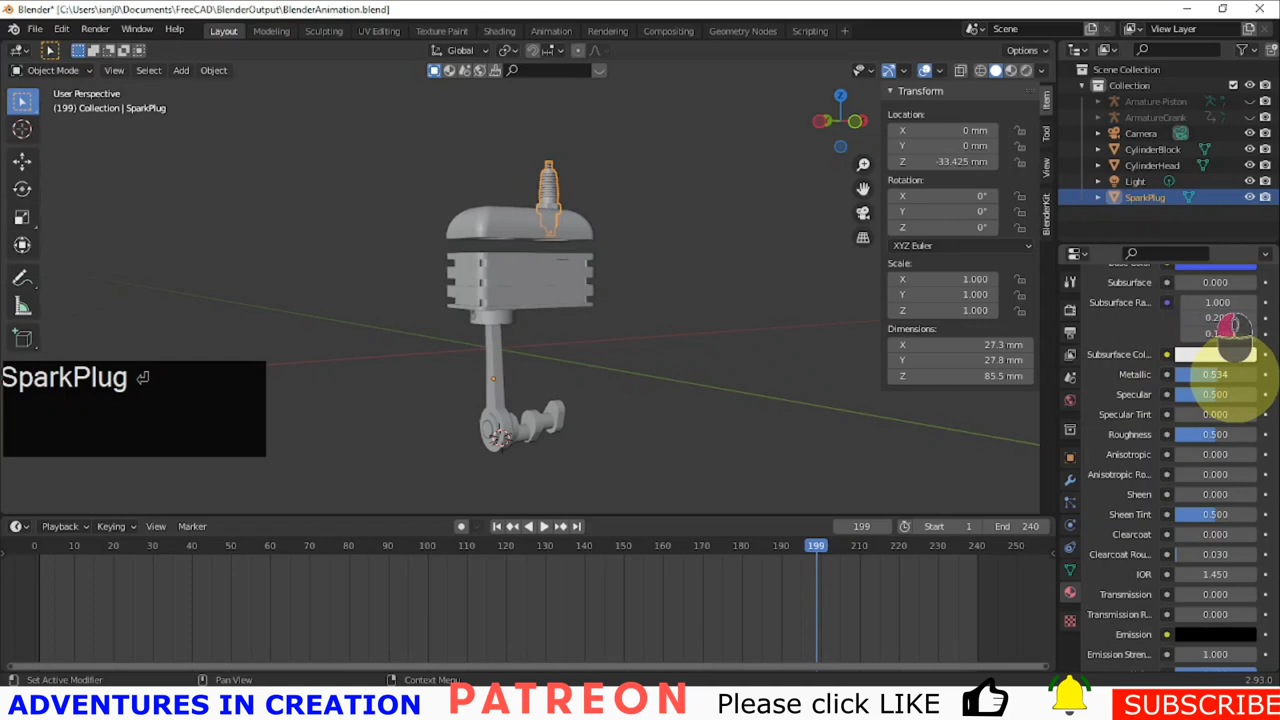 Blender* [C:\Users\ianj0\Documents\FreeCAD\BlenderOutput\BlenderAnimation.blend]
File Edit Render Window Help Layout Modeling Sculpting UV Editing Texture Paint Shading Animation Rendering Compositing Geometry Nodes Scripting + Scene View Layer
Global Options
Object Mode View Select Add Object
User Perspective
(199) Collection | SparkPlug
Z
Transform
Location:
X 0 mm
Y 0 mm
Z -33.425 mm
Rotation:
X 0°
Y 0°
Z 0°
XYZ Euler
Scale:
X 1.000
Y 1.000
Z 1.000
Dimensions:
X 27.3 mm
Y 27.8 mm
Z 85.5 mm
Item
Tool
View
BlenderKit
Scene Collection
Collection
Armature-Piston
ArmatureCrank
Camera
CylinderBlock
CylinderHead
Light
SparkPlug
Base Color
Subsurface 0.000
Subsurface Ra... 1.000
Subsurface Col...
Metallic 0.534
Specular 0.500
Specular Tint 0.000
Roughness 0.500
Anisotropic 0.000
Anisotropic Ro... 0.000
Sheen 0.000
Sheen Tint 0.500
Clearcoat 0.000
Clearcoat Rou... 0.030
IOR 1.450
Transmission 0.000
Transmission R... 0.000
Emission
Emission Stren... 1.000
SparkPlug ⏎
Playback Keying View Marker 199 Start 1 End 240
0 10 20 30 40 50 60 70 80 90 100 110 120 130 140 150 160 170 180 190 199 210 220 230 240 250
Set Active Modifier Pan View Context Menu 2.93.0
ADVENTURES IN CREATION PATREON Please click LIKE SUBSCRIBE